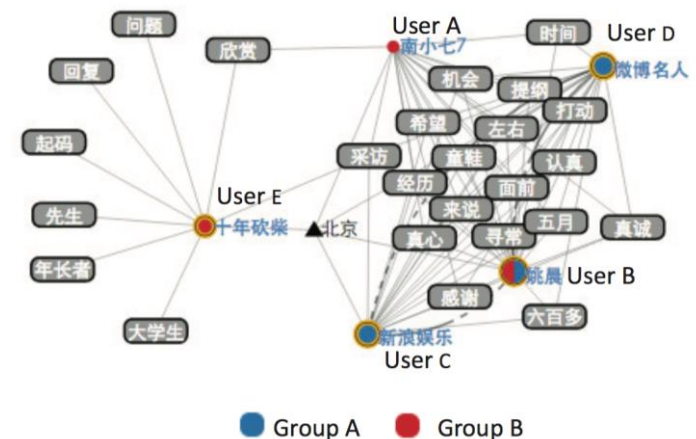 User A
User D
问题
时间
南小七7
欣赏
微博名人
回复
机会
提纲
打动
希望
左右
起码
采访
童鞋
认真
经历
面前
User E
先生
来说
五月
十年砍柴
北京
真心
寻常
真诚
年长者
姚晨
User B
感谢
大学生
六百多
新浪娱乐
User C
Group A
Group B